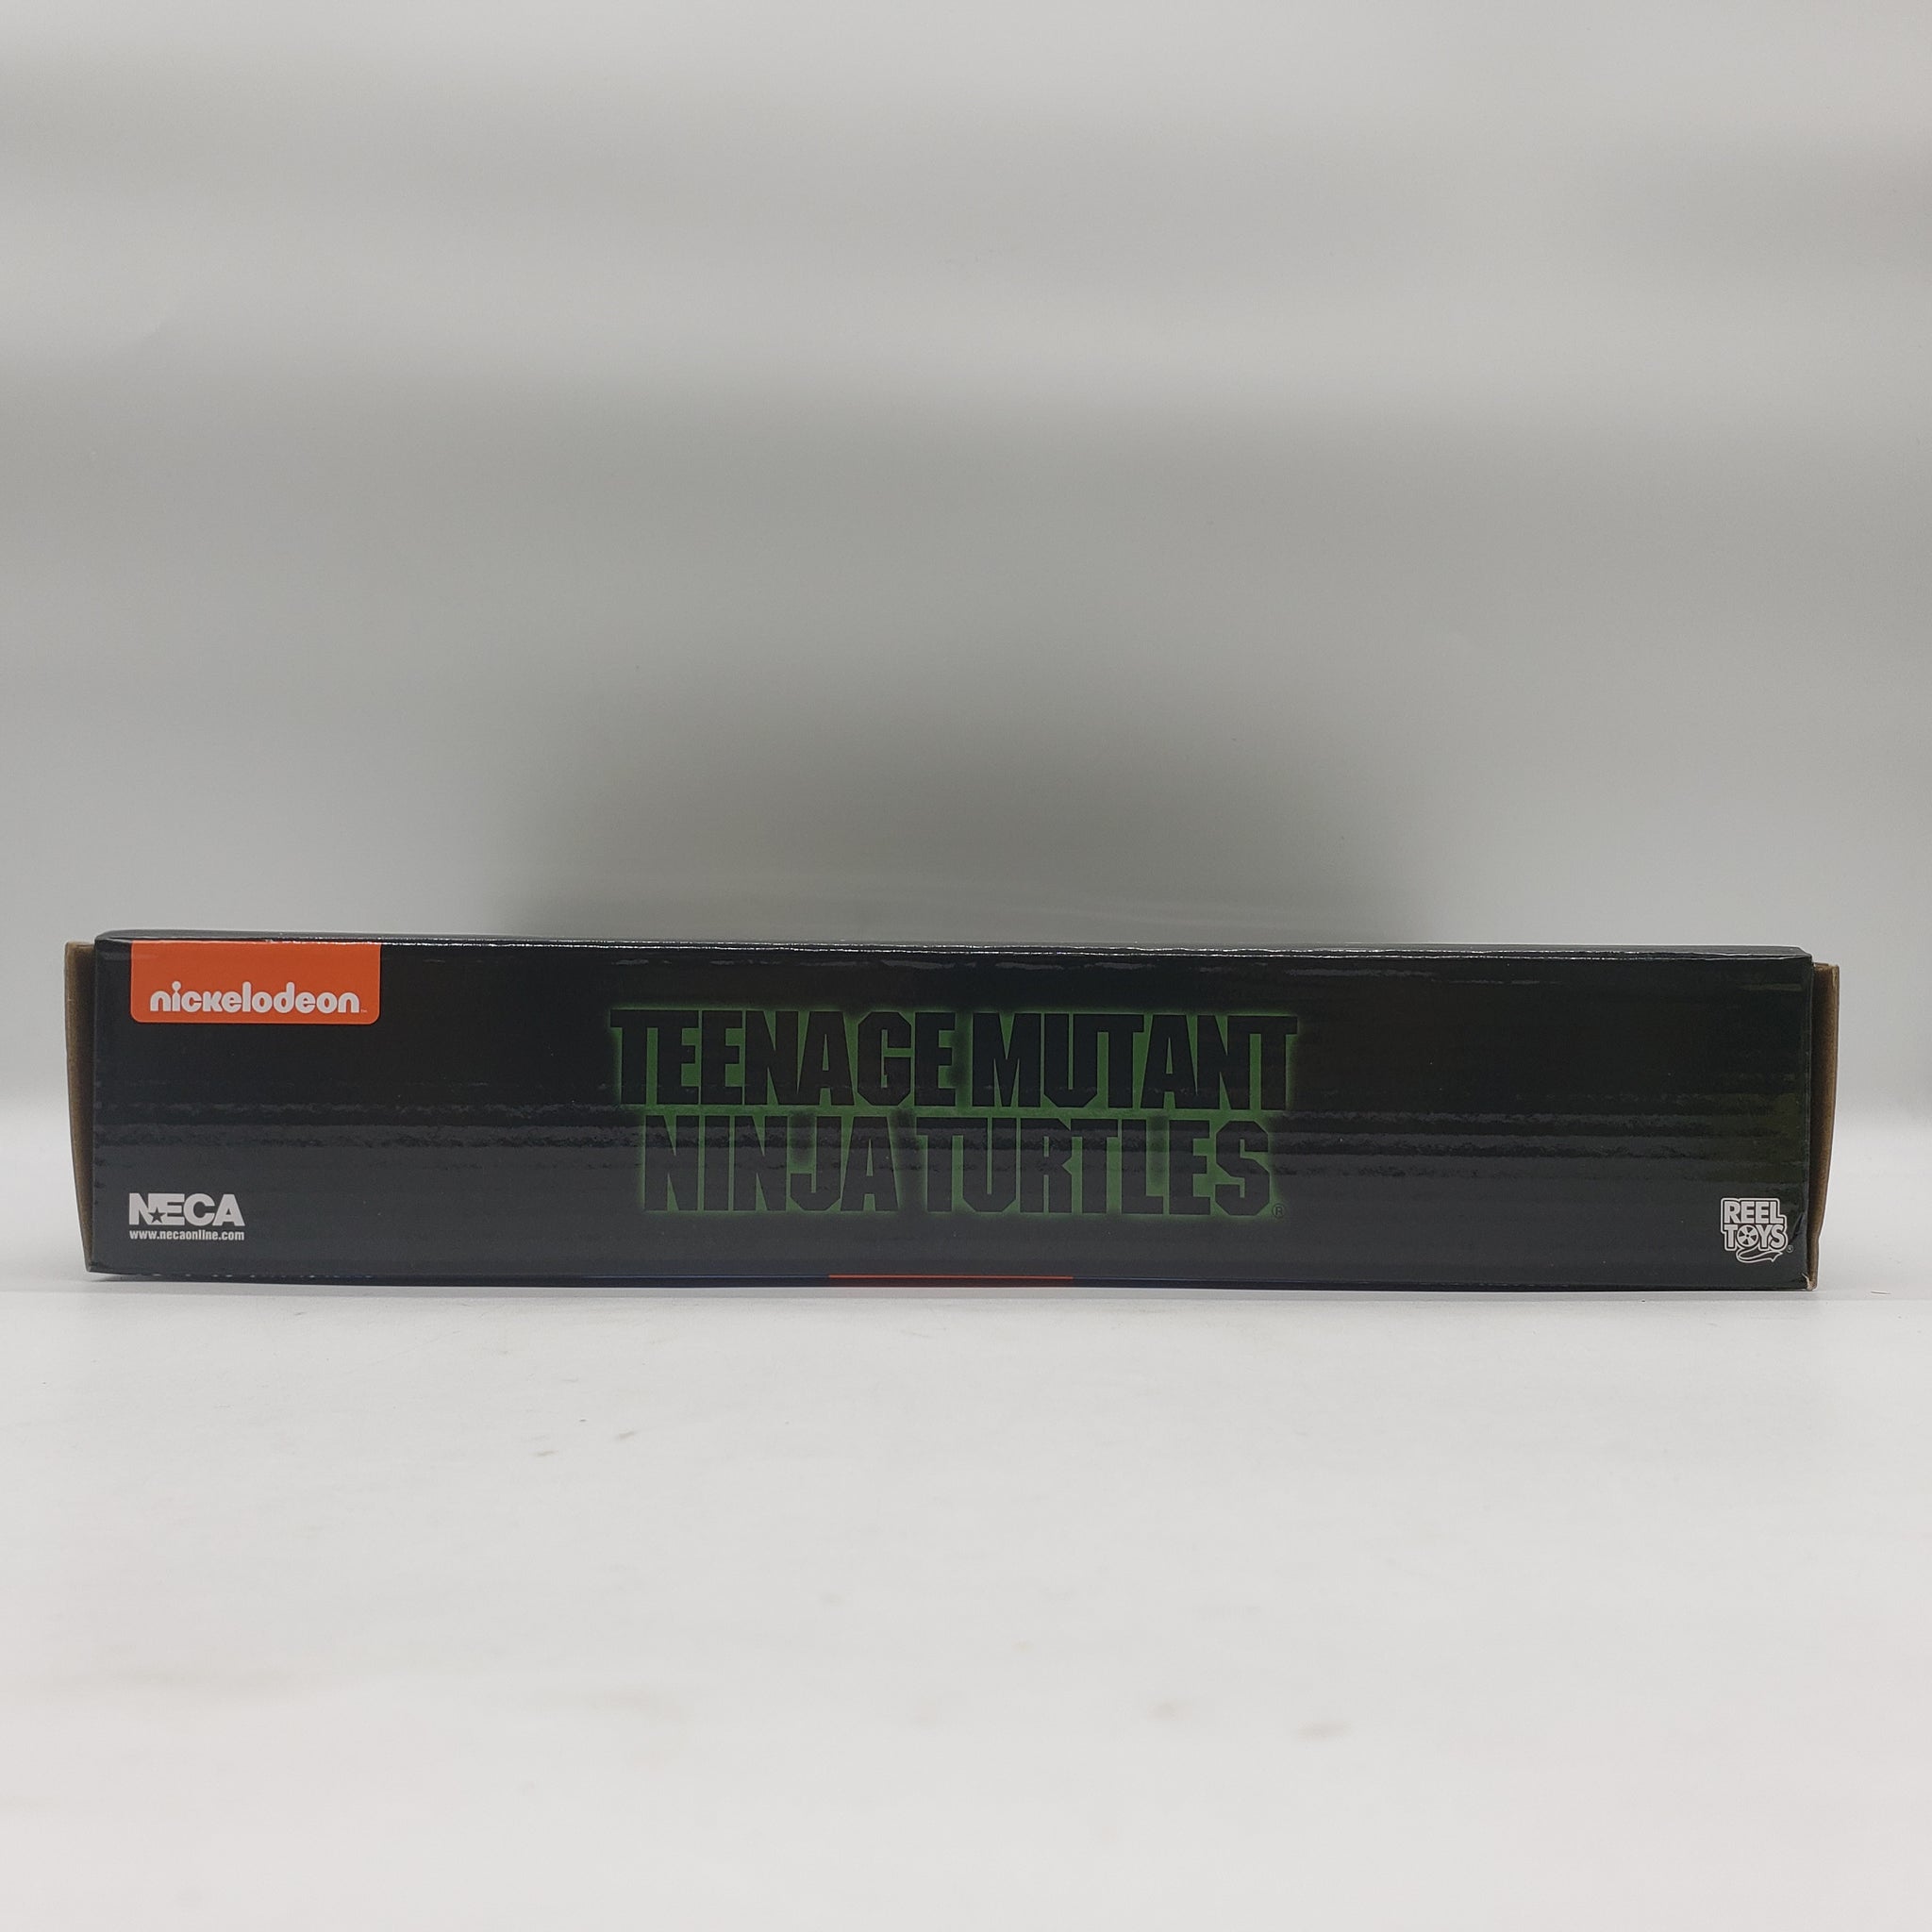 nickelodeon
TEENAGE MUTANT
NINJA TURTLES®
NECA
www.necaonline.com
REEL
TOYS®